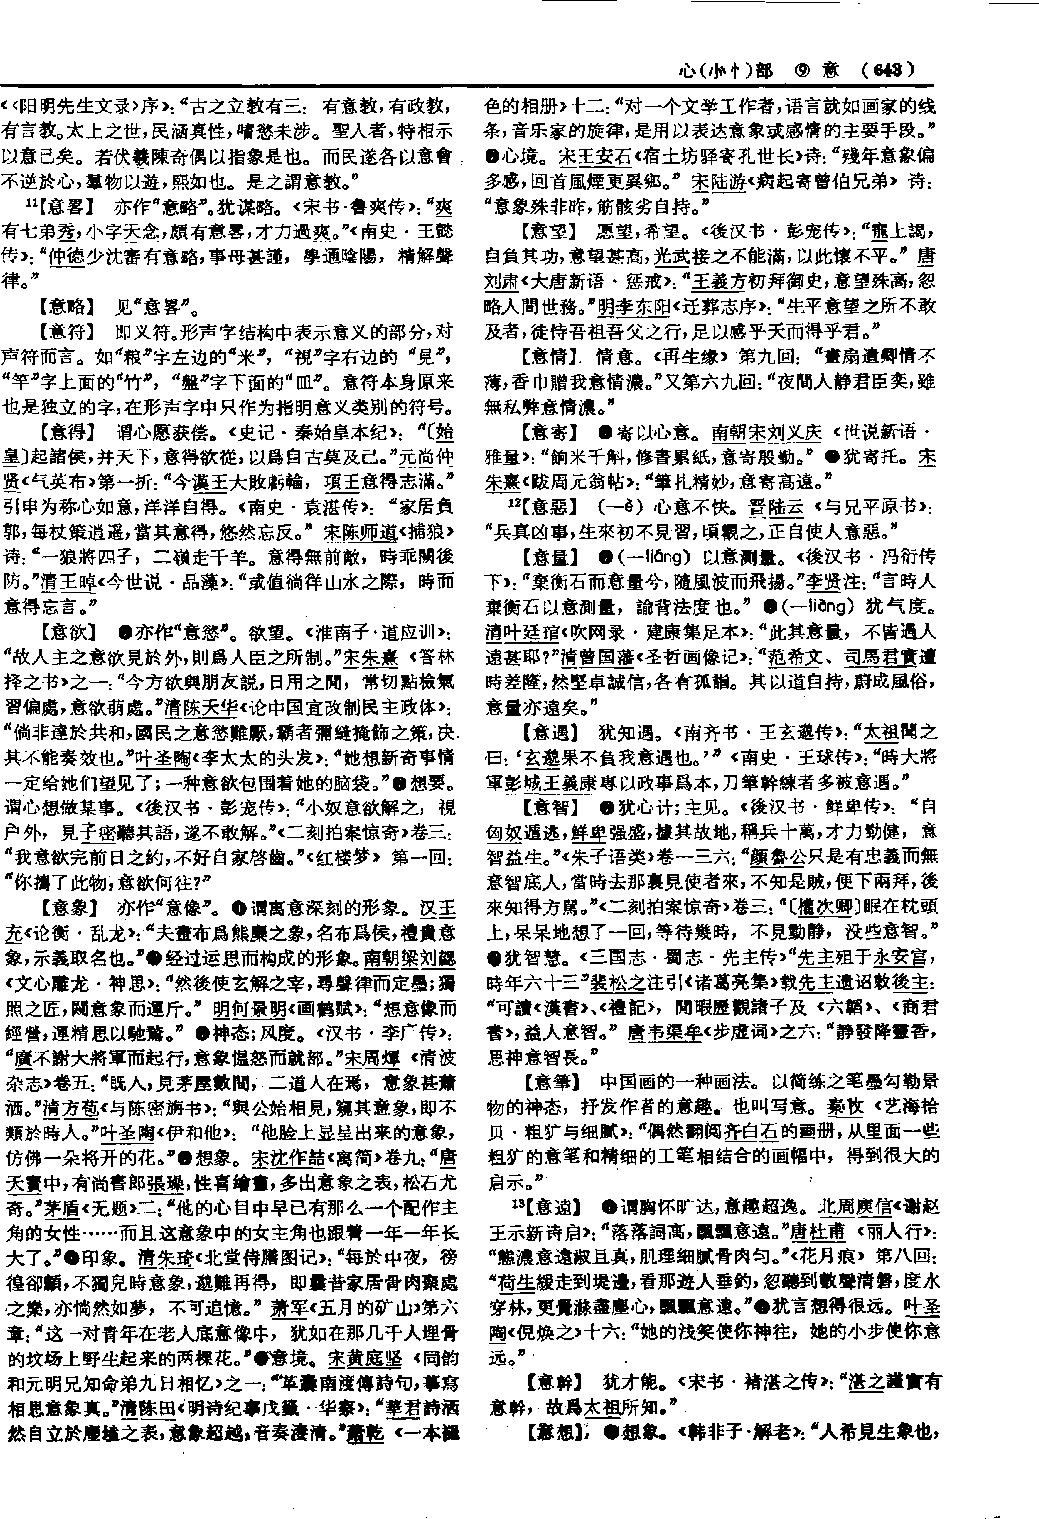 心(小忄)部 ⑨ 意 (643)
《<阳明先生文录>序》:“古之立教有三: 有意教,有政教,
有言教。太上之世,民涵真性,嗜慾未涉。 聖人者,特相示
以意已矣。若伏羲陳奇偶以指象是也。而民遂各以意會
不逆於心,羣物以遊,熙如也。是之謂意教。”
11【意畧】 亦作“意略”。犹谋略。《宋书·鲁爽传》:“爽
有七弟秀,小字天念,頗有意畧,才力過爽。”《南史·王懿
传》:“仲德少沈審有意略,事母甚謹, 學通陰陽, 精解聲
律。”
【意略】 见“意畧”。
【意符】 即义符。形声字结构中表示意义的部分,对
声符而言。如“粮”字左边的“米”, “視”字右边的“見”,
“竿”字上面的“竹”, “盤”字下面的“皿”。意符本身原来
也是独立的字,在形声字中只作为指明意义类别的符号。
【意得】 谓心愿获偿。《史记·秦始皇本纪》: “〔始
皇〕起諸侯,并天下,意得欲從,以爲自古莫及己。”元尚仲
贤《气英布》第一折:“今漢王大敗虧輸, 項王意得志滿。”
引申为称心如意,洋洋自得。《南史·袁湛传》: “家居負
郭,每杖策逍遥,當其意得,悠然忘反。” 宋陈师道《捕狼》
诗:“一狼將四子, 二嶺走千羊。意得無前敵, 時乖關後
防。”清王晫《今世说·品藻》:“或值徜徉山水之際, 時而
意得忘言。”
【意欲】 ❶亦作“意慾”。欲望。《淮南子·道应训》:
“故人主之意欲見於外,則爲人臣之所制。”宋朱熹《答林
择之书》之一:“今方欲與朋友説,日用之間, 常切點檢氣
習偏處,意欲萌處。”清陈天华《论中国宜改制民主政体》:
“倘非達於共和,國民之意慾難厭,霸者彌縫掩飾之策,决
其不能奏效也。”叶圣陶《李太太的头发》:“她想新奇事情
一定给她们望见了;一种意欲包围着她的脑袋。”❷想要。
谓心想做某事。《後汉书·彭宠传》:“小奴意欲解之, 視
户外, 見子密聽其語,遂不敢解。”《二刻拍案惊奇》卷三:
“我意欲完前日之約,不好自家啓齒。”《红楼梦》 第一回:
“你攜了此物,意欲何往?”
【意象】 亦作“意像”。❶谓寓意深刻的形象。汉王
充《论衡·乱龙》:“夫畫布爲熊麋之象,名布爲侯,禮貴意
象,示義取名也。”❷经过运思而构成的形象。南朝梁刘勰
《文心雕龙·神思》:“然後使玄解之宰,尋聲律而定墨;獨
照之匠,闚意象而運斤。” 明何景明《画鹤赋》:“想意像而
經營,運精思以馳騖。” ❸神态;风度。《汉书·李广传》:
“廣不謝大將軍而起行,意象愠怒而就部。”宋周煇《清波
杂志》卷五:“既入,見茅屋數間,二道人在焉, 意象甚蕭
洒。”清方苞《与陈密旃书》:“與公始相見,窺其意象,即不
類於時人。”叶圣陶《伊和他》: “他脸上显呈出来的意象,
仿佛一朵将开的花。”❹想象。宋沈作喆《寓简》卷九:“唐
天寶中,有尚書郎張璪,性喜繪畫,多出意象之表,松石尤
奇。”茅盾《无题》二:“他的心目中早已有那么一个配作主
角的女性……而且这意象中的女主角也跟着一年一年长
大了。”❺印象。清朱琦《北堂侍膳图记》:“每於中夜, 徬
徨卻顧,不獨兒時意象,邈難再得, 即曩昔家居骨肉聚處
之樂,亦惝然如夢, 不可追憶。” 萧军《五月的矿山》第六
章:“这一对青年在老人底意像中, 犹如在那几千人埋骨
的坟场上野生起来的两棵花。”❻意境。宋黄庭坚《同韵
和元明兄知命弟九日相忆》之一:“革囊南渡傳詩句,摹寫
相思意象真。”清陈田《明诗纪事戊籤·华察》:“華君詩洒
然自立於塵壒之表,意象超越,音奏淒清。”萧乾《一本褪
色的相册》十二:“对一个文学工作者,语言就如画家的线
条,音乐家的旋律,是用以表达意象或感情的主要手段。”
❼心境。宋王安石《宿土坊驿寄孔世长》诗:“殘年意象偏
多感,回首風煙更異鄉。” 宋陆游《病起寄曾伯兄弟》 诗:
“意象殊非昨,筋骸劣自持。”
【意望】 愿望,希望。《後汉书·彭宠传》:“寵上謁,
自負其功,意望甚高,光武接之不能滿,以此懷不平。” 唐
刘肃《大唐新语·惩戒》:“王義方初拜御史,意望殊高,忽
略人間世務。”明李东阳《迁葬志序》:“生平意望之所不敢
及者,徒恃吾祖吾父之行,足以感乎天而得乎君。”
【意情】 情意。《再生缘》 第九回: “畫扇遺卿情不
薄,香巾贈我意情濃。”又第六九回:“夜間人静君臣奕,雖
無私弊意情濃。”
【意寄】 ❶寄以心意。南朝宋刘义庆《世说新语·
雅量》:“餉米千斛,修書累紙,意寄殷勤。” ❷犹寄托。宋
朱熹《跋周元翁帖》:“筆扎精妙,意寄高遠。”
12【意惡】 (—ě) 心意不快。晋陆云《与兄平原书》:
“兵真凶事,生來初不見習,頃觀之,正自使人意惡。”
【意量】 ❶(—liáng) 以意测量。《後汉书·冯衍传
下》:“棄衡石而意量兮,隨風波而飛揚。”李贤注:“言時人
棄衡石以意測量, 諭背法度也。” ❷(—liàng) 犹气度。
清叶廷琯《吹网录·建康集足本》:“此其意量, 不皆過人
遠甚耶?”清曾国藩《圣哲画像记》:“范希文、司馬君實遭
時差隆,然堅卓誠信,各有孤詣。其以道自持,蔚成風俗,
意量亦遠矣。”
【意遇】 犹知遇。《南齐书·王玄邈传》:“太祖聞之
曰:‘玄邈果不負我意遇也。’” 《南史·王球传》:“時大將
軍彭城王義康專以政事爲本,刀筆幹練者多被意遇。”
【意智】 ❶犹心计;主见。《後汉书·鲜卑传》: “自
匈奴遁逃,鮮卑强盛,據其故地,稱兵十萬,才力勁健, 意
智益生。”《朱子语类》卷一三六:“顔魯公只是有忠義而無
意智底人,當時去那裏見使者來,不知是賊,便下兩拜,後
來知得方駡。”《二刻拍案惊奇》卷三:“〔權次卿〕眠在枕頭
上,呆呆地想了一回,等待幾時, 不見動静, 没些意智。”
❷犹智慧。《三国志·蜀志·先主传》“先主殂于永安宫,
時年六十三”裴松之注引《諸葛亮集》载先主遗诏敕後主:
“可讀《漢書》、《禮記》, 閒暇歷觀諸子及《六韜》、《商君
書》,益人意智。” 唐韦渠牟《步虚词》之六:“静發降靈香,
思神意智長。”
【意筆】 中国画的一种画法。以简练之笔墨勾勒景
物的神态, 抒发作者的意趣。也叫写意。秦牧《艺海拾
贝·粗犷与细腻》:“偶然翻阅齐白石的画册,从里面一些
粗犷的意笔和精细的工笔相结合的画幅中, 得到很大的
启示。”
13【意遠】 ❶谓胸怀旷达,意趣超逸。北周庾信《谢赵
王示新诗启》:“落落詞高,飄飄意遠。”唐杜甫《丽人行》:
“態濃意遠淑且真,肌理细膩骨肉匀。”《花月痕》 第八回:
“荷生緩走到堤邊,看那遊人垂釣,忽聽到數聲清磬,度水
穿林,更覺滌盡塵心,飄飄意遠。”❷犹言想得很远。叶圣
陶《倪焕之》十六:“她的浅笑使你神往, 她的小步使你意
远。”
【意幹】 犹才能。《宋书·褚湛之传》:“湛之謹實有
意幹, 故爲太祖所知。”
【意想】 ❶想象。《韩非子·解老》:“人希見生象也,